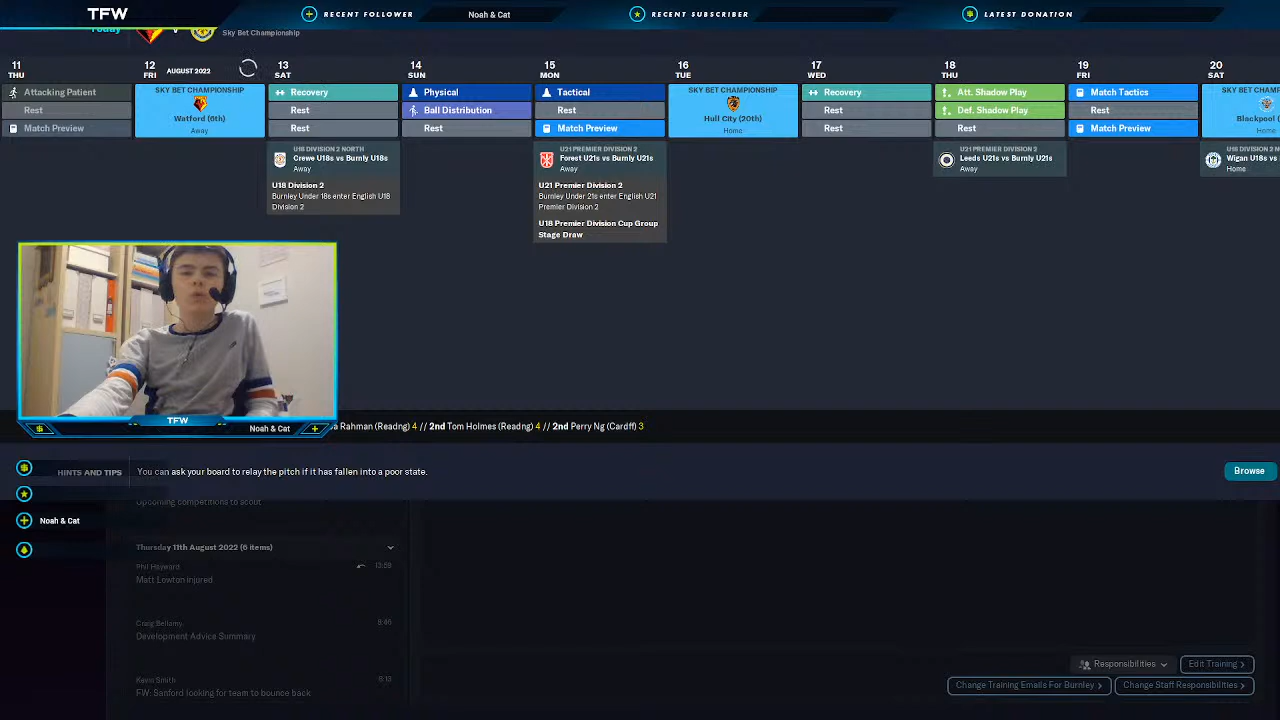 TFW
RECENT FOLLOWER
Noah & Cat
RECENT SUBSCRIBER
LATEST DONATION
Today
Sky Bet Championship
11
THU
12
FRI
AUGUST 2022
13
SAT
14
SUN
15
MON
16
TUE
17
WED
18
THU
19
FRI
20
SAT
Attacking Patient
Rest
Match Preview
SKY BET CHAMPIONSHIP
Watford (6th)
Away
Recovery
Rest
Rest
Physical
Ball Distribution
Rest
Tactical
Rest
Match Preview
SKY BET CHAMPIONSHIP
Hull City (20th)
Home
Recovery
Rest
Rest
Att. Shadow Play
Def. Shadow Play
Rest
Match Tactics
Rest
Match Preview
SKY BET CHAMPIONSHIP
Blackpool (
Home
U18 DIVISION 2 NORTH
Crewe U18s vs Burnly U18s
Away
U18 Division 2
Burnley Under 18s enter English U18
Division 2
U21 PREMIER DIVISION 2
Forest U21s vs Burnly U21s
Away
U21 Premier Division 2
Burnley Under 21s enter English U21
Premier Division 2
U18 Premier Division Cup Group
Stage Draw
U21 PREMIER DIVISION 2
Leeds U21s vs Burnly U21s
Away
U18 DIVISION 2 N
Wigan U18s vs
Home
TFW
Noah & Cat
a Rahman (Readng) 4 // 2nd Tom Holmes (Readng) 4 // 2nd Perry Ng (Cardff) 3
HINTS AND TIPS
You can ask your board to relay the pitch if it has fallen into a poor state.
Browse
Upcoming competitions to scout
Noah & Cat
Thursday 11th August 2022 (6 items)
Phil Hayward
Matt Lowton injured
Craig Bellamy
Development Advice Summary
Kevin Smith
FW: Sanford looking for team to bounce back
Responsibilities
Edit Training >
Change Training Emails For Burnley >
Change Staff Responsibilities >